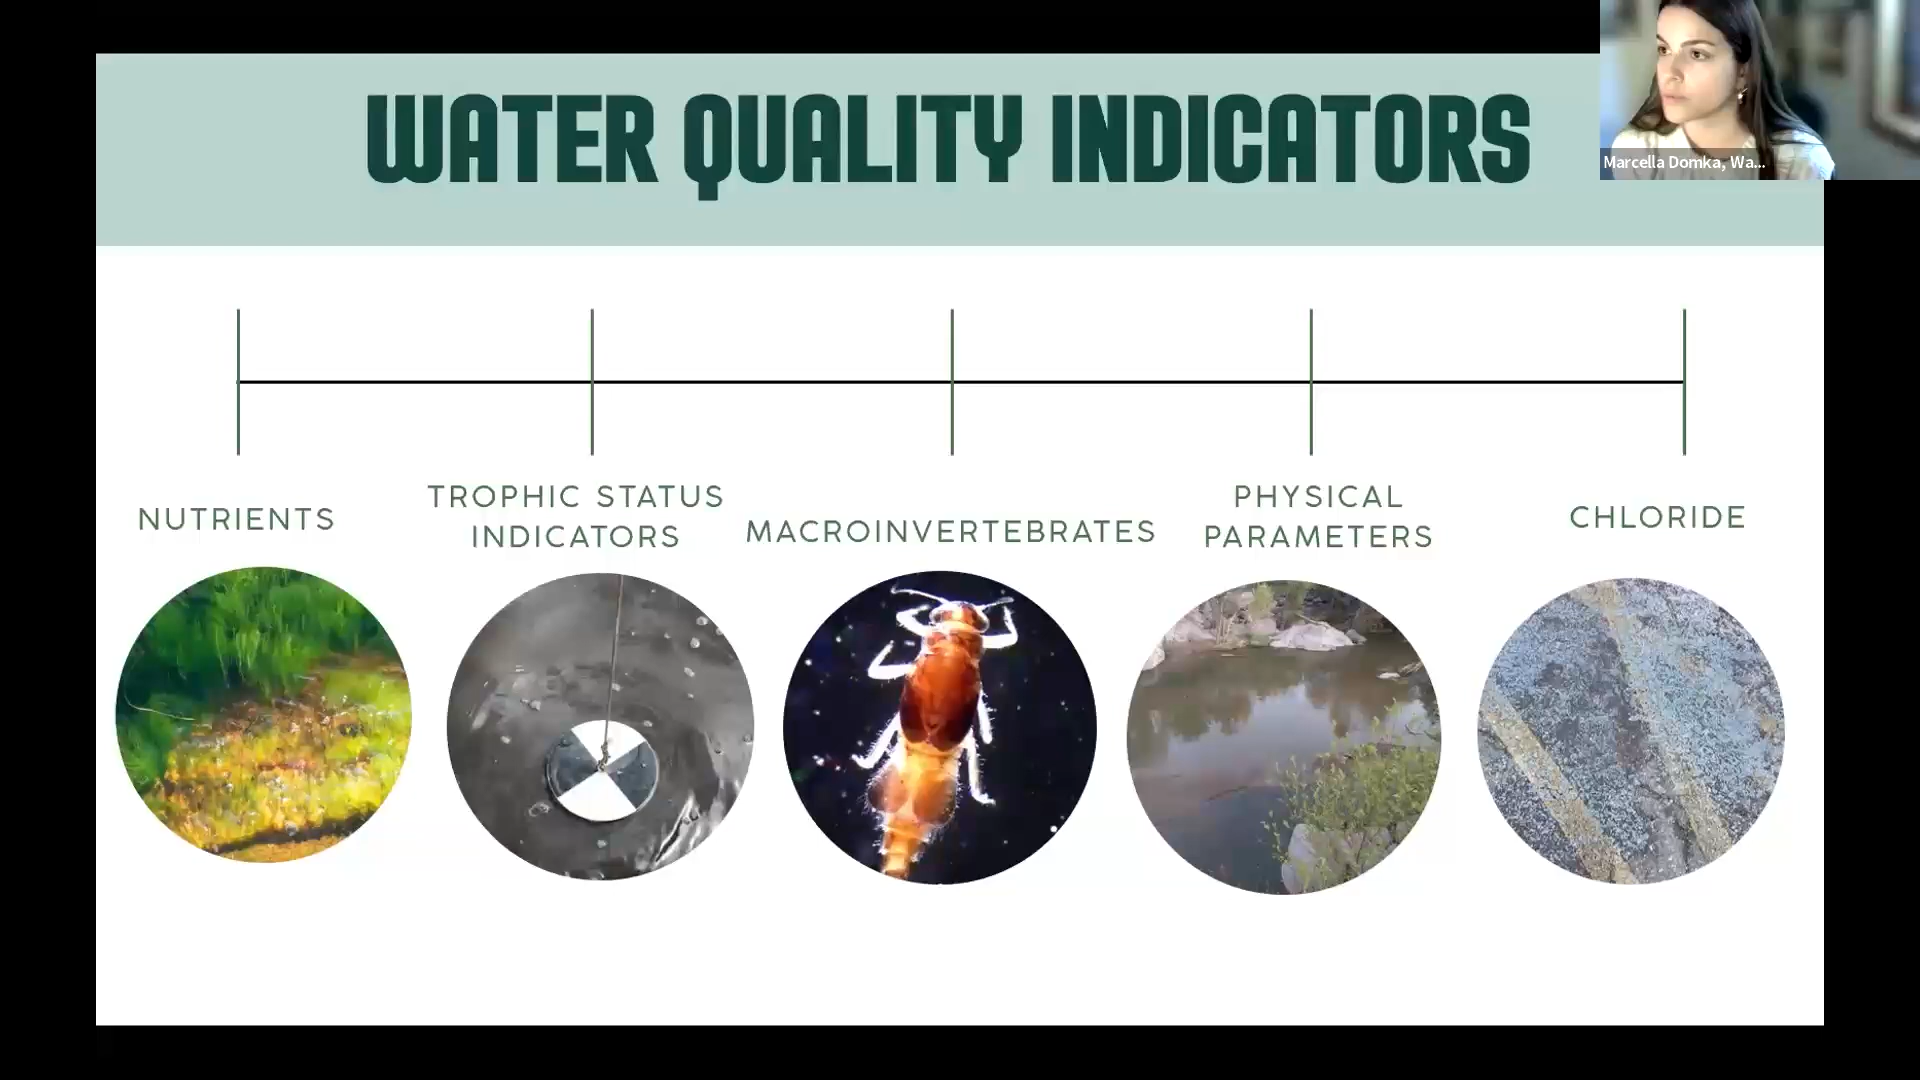 WATER QUALITY INDICATORS
Marcella Domka, Wa...
NUTRIENTS
TROPHIC STATUS
INDICATORS
MACROINVERTEBRATES
PHYSICAL
PARAMETERS
CHLORIDE